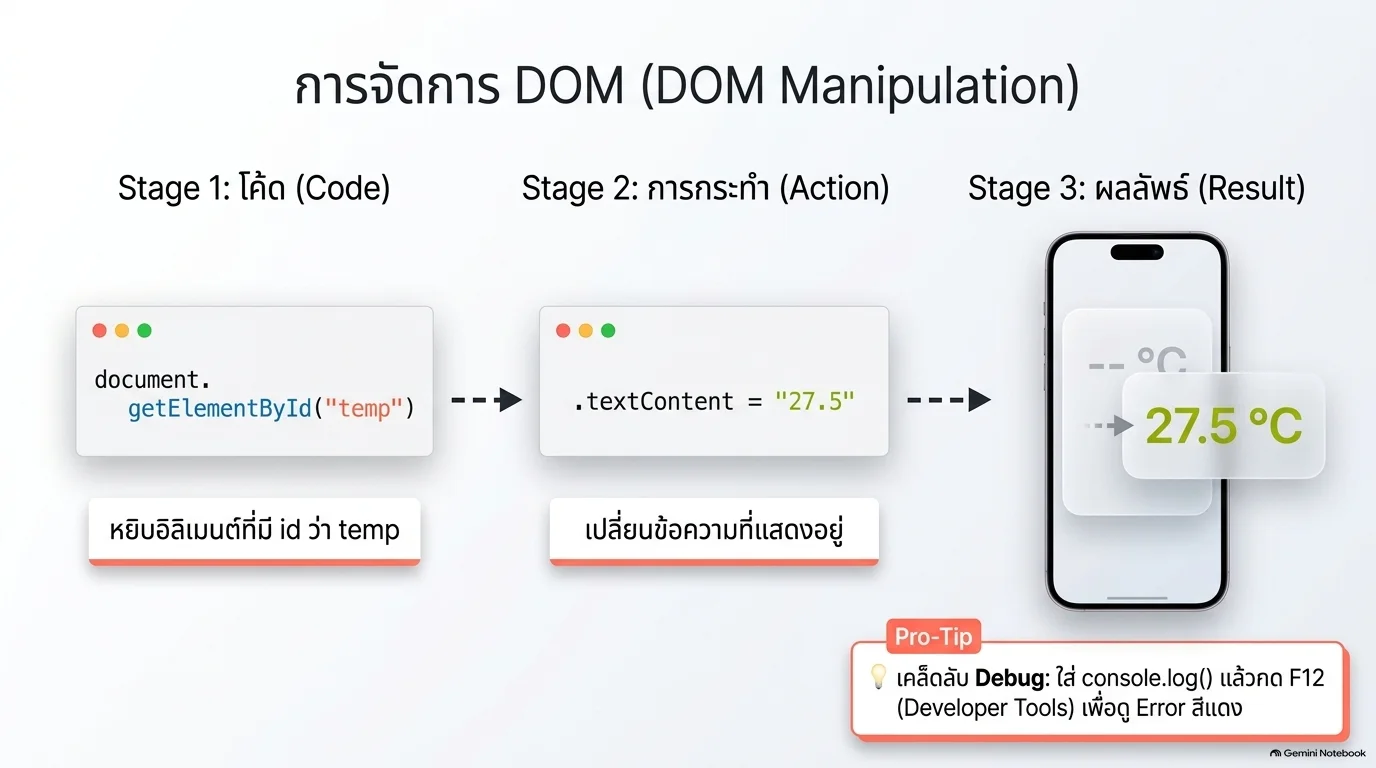 การจัดการ DOM (DOM Manipulation)
Stage 1: โค้ด (Code)
document.
getElementById("temp")
หยิบอิลิเมนต์ที่มี id ว่า temp
Stage 2: การกระทำ (Action)
.textContent = "27.5"
เปลี่ยนข้อความที่แสดงอยู่
Stage 3: ผลลัพธ์ (Result)
-- °C
27.5 °C
Pro-Tip
เคล็ดลับ Debug: ใส่ console.log() แล้วกด F12
(Developer Tools) เพื่อดู Error สีแดง
Gemini Notebook